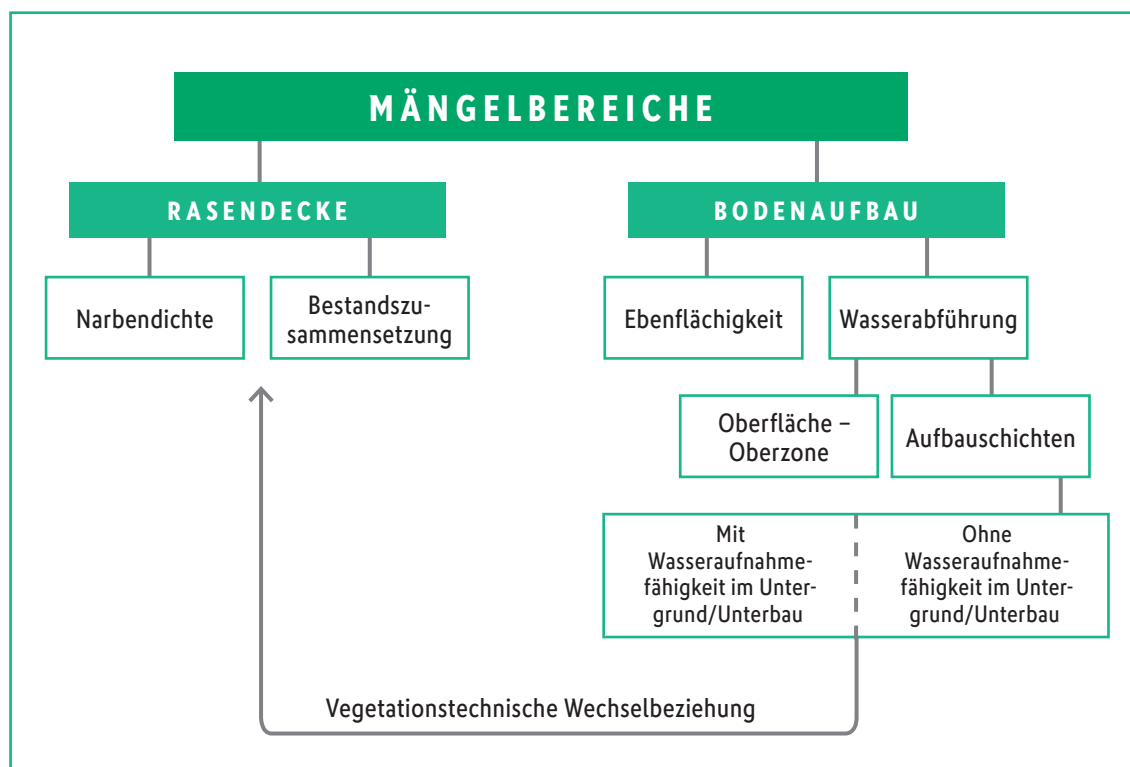 MÄNGELBEREICHE
RASENDECKE
BODENAUFBAU
Narbendichte
Bestandszu-
sammensetzung
Ebenflächigkeit
Wasserabführung
Oberfläche –
Oberzone
Aufbauschichten
Mit
Wasseraufnahme-
fähigkeit im Unter-
grund/Unterbau
Ohne
Wasseraufnahme-
fähigkeit im Unter-
grund/Unterbau
Vegetationstechnische Wechselbeziehung